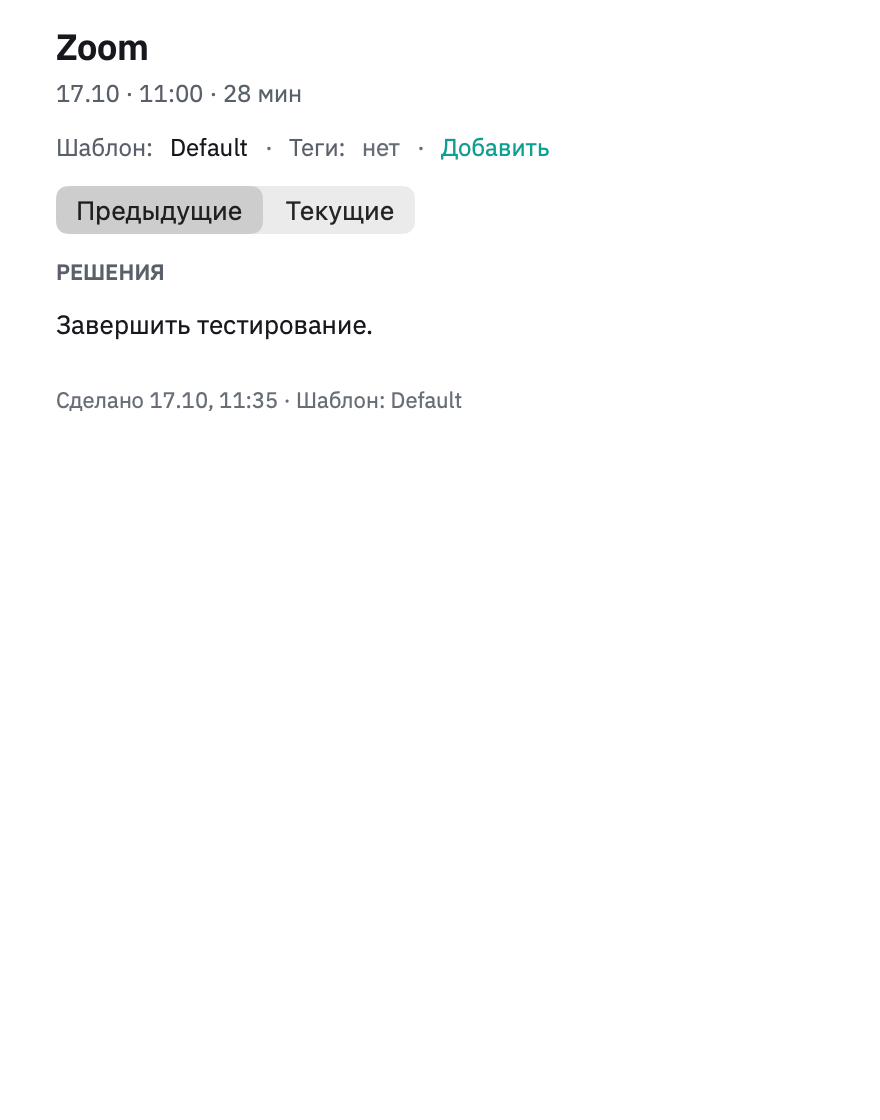 Zoom
17.10 · 11:00 · 28 мин
Шаблон: Default · Теги: нет · Добавить
Предыдущие Текущие
РЕШЕНИЯ
Завершить тестирование.
Сделано 17.10, 11:35 · Шаблон: Default